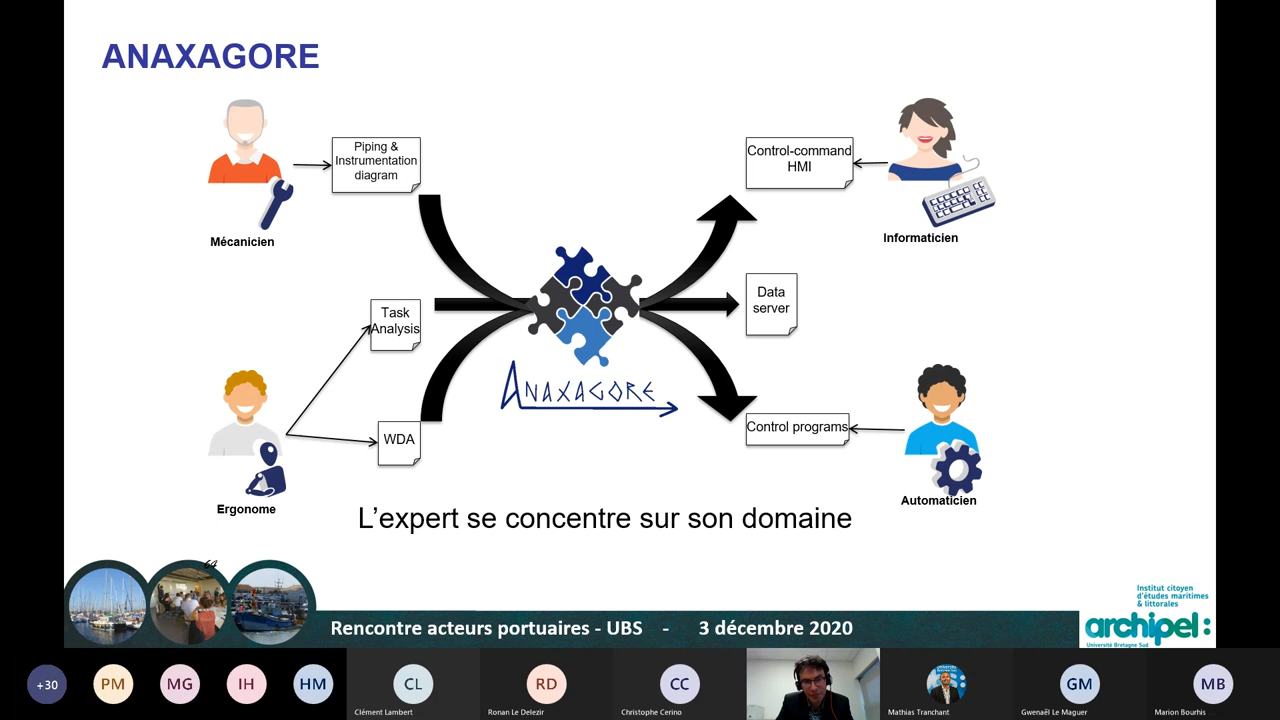 ANAXAGORE
Piping &
Instrumentation
diagram
Control-command
HMI
Mécanicien
Informaticien
Task
Analysis
Data
server
ANAXAGORE
WDA
Control programs
Ergonome
Automaticien
L'expert se concentre sur son domaine
64
Institut citoyen
d'études maritimes
& littorales
archipel:
Université Bretagne Sud
Rencontre acteurs portuaires - UBS - 3 décembre 2020
+30
PM
MG
IH
HM
CL
RD
CC
GM
MB
Clément Lambert
Ronan Le Delezir
Christophe Cerino
Mathias Tranchant
Gwenaël Le Maguer
Marion Bourhis